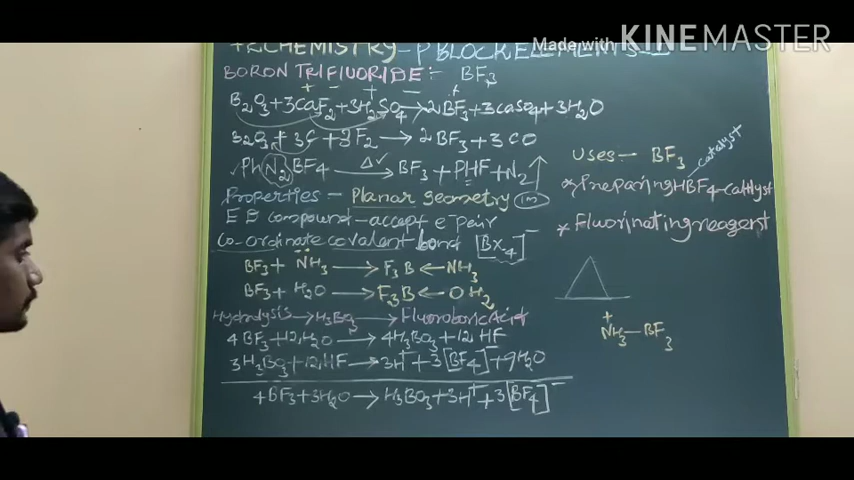 Made with KINEMASTER
CHEMISTRY - P BLOCK ELEMENTS
BORON TRIFLUORIDE :- BF3
B2O3 + 3CaF2 + 3H2SO4 → 2BF3 + 3CaSO4 + 3H2O
B2O3 + 3C + 3F2 → 2BF3 + 3CO
PhN2BF4 Δ → BF3 + PHF + N2
Properties - Planar geometry
E D compound - accept e- pair
Co-ordinate covalent bond [BX4]-
BF3 + NH3 → F3B ← NH3
BF3 + H2O → F3B ← OH2
Hydrolysis → H3BO3 → Fluoroboric Acid
4BF3 + 12H2O → 4H3BO3 + 12HF
3H3BO3 + 12HF → 3H+ + 3[BF4]- + 9H2O
4BF3 + 3H2O → H3BO3 + 3H+ + 3[BF4]-
Uses - BF3
catalyst
* Preparing HBF4 - catalyst
* Fluorinating reagent
+
NH3 - BF3